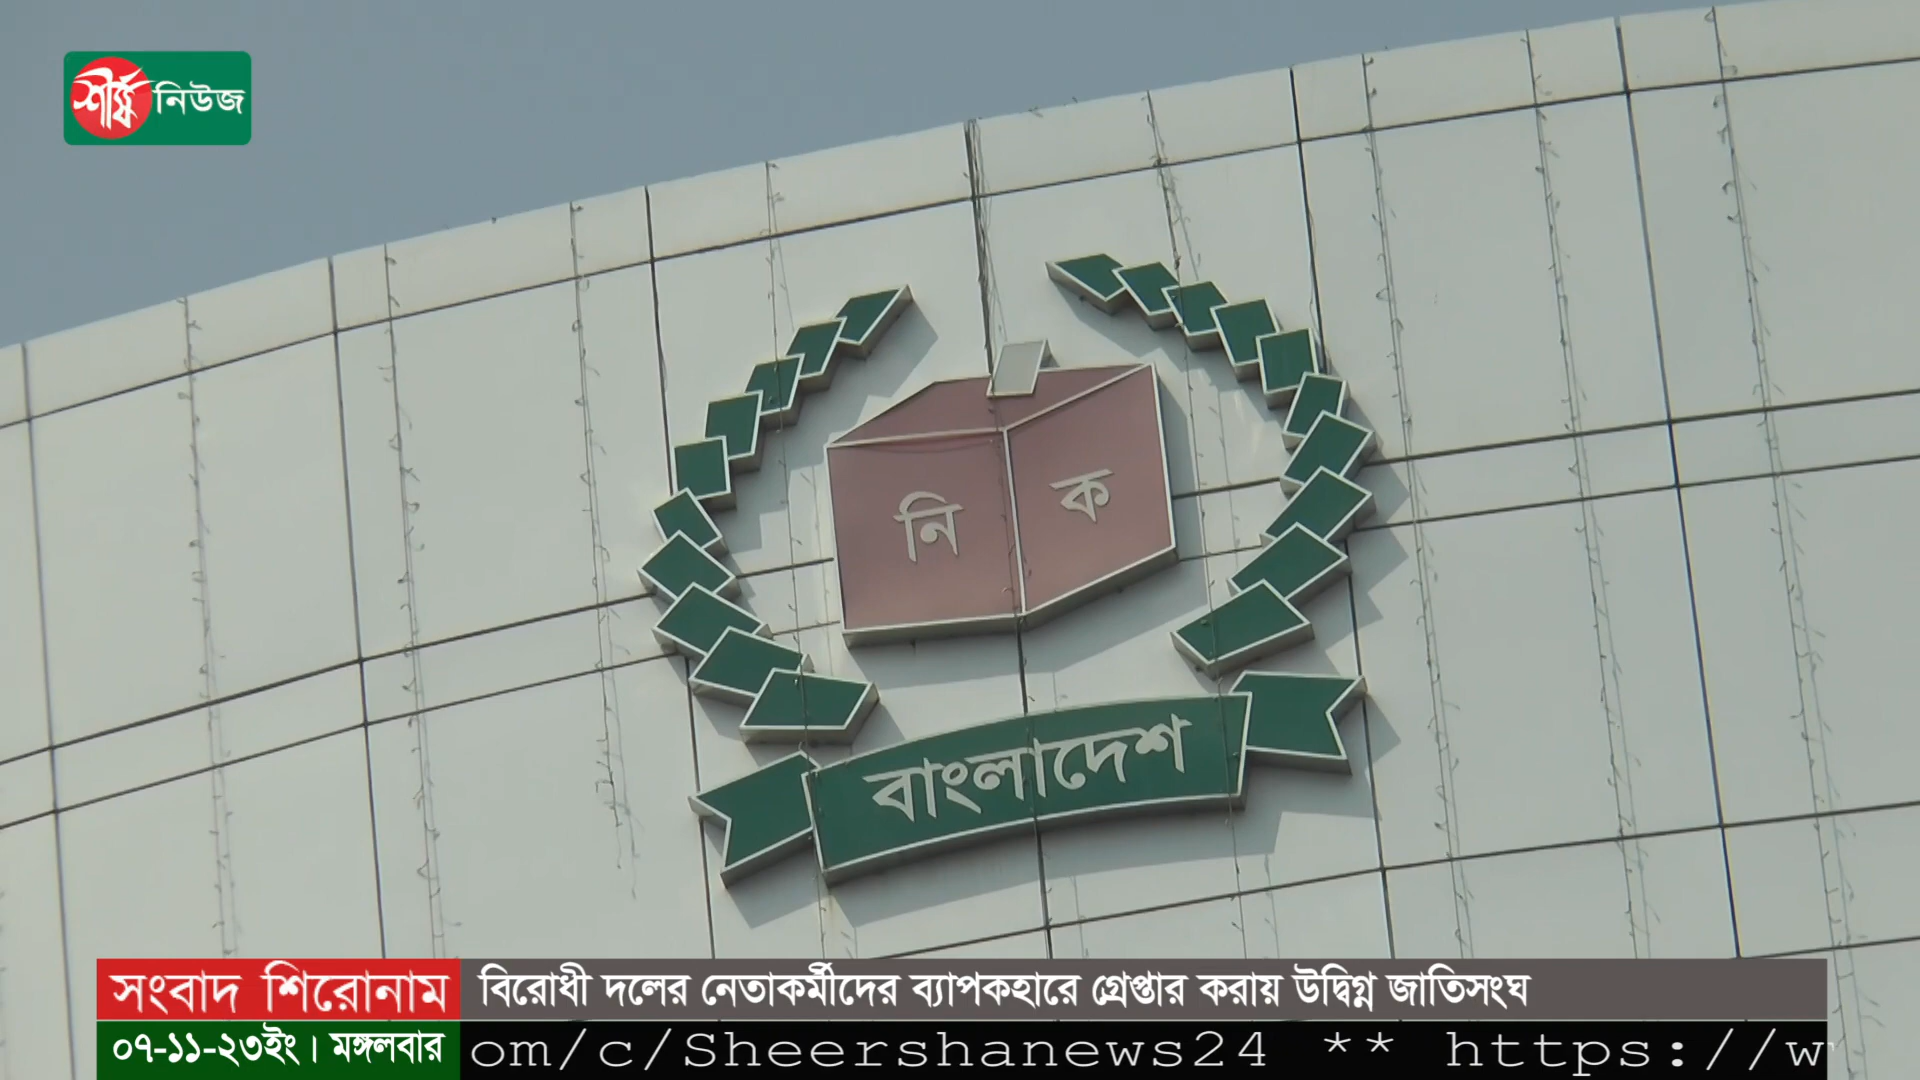 শীর্ষ নিউজ
নি ক
বাংলাদেশ
সংবাদ শিরোনাম
বিরোধী দলের নেতাকর্মীদের ব্যাপকহারে গ্রেপ্তার করায় উদ্বিগ্ন জাতিসংঘ
০৭-১১-২৩ইং। মঙ্গলবার
om/c/Sheershanews24 ** https://w